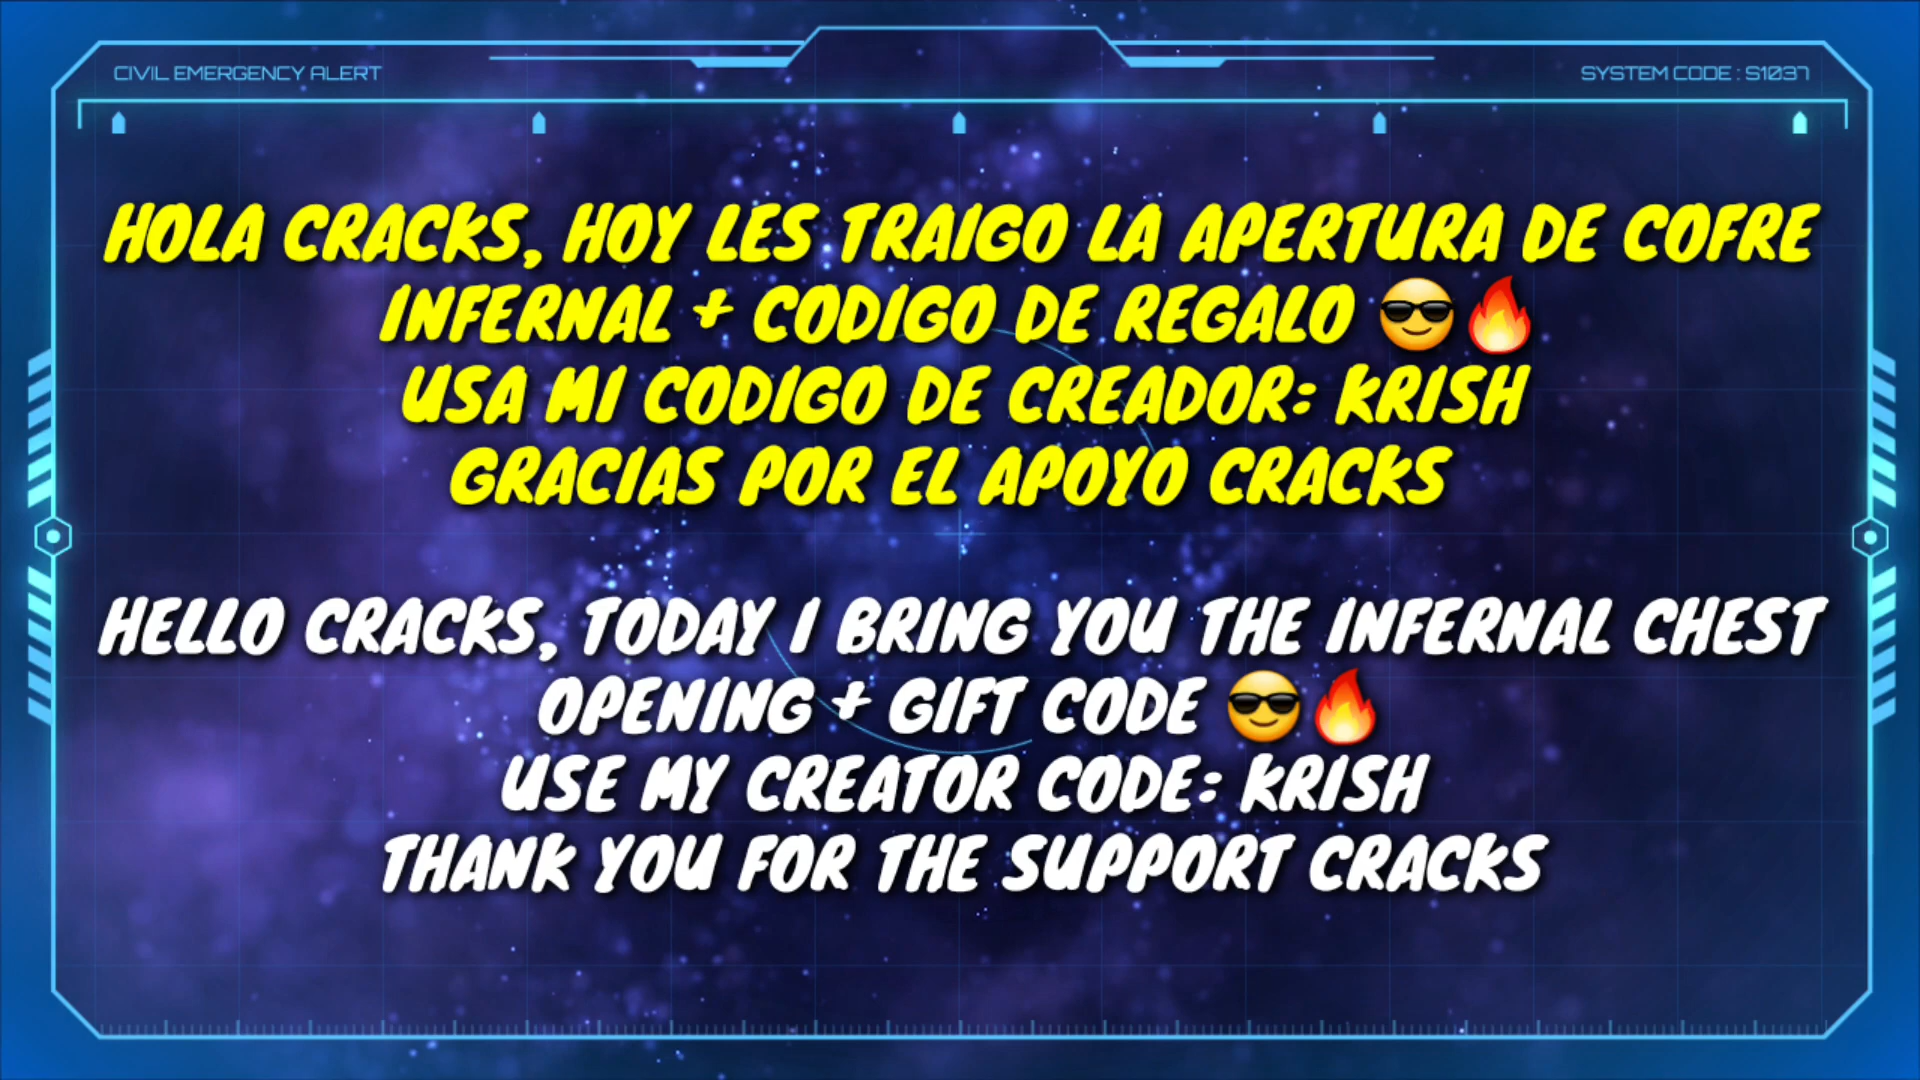 CIVIL EMERGENCY ALERT
SYSTEM CODE : S1037
HOLA CRACKS, HOY LES TRAIGO LA APERTURA DE COFRE
INFERNAL + CODIGO DE REGALO 😎🔥
USA MI CODIGO DE CREADOR: KRISH
GRACIAS POR EL APOYO CRACKS
HELLO CRACKS, TODAY I BRING YOU THE INFERNAL CHEST
OPENING + GIFT CODE 😎🔥
USE MY CREATOR CODE: KRISH
THANK YOU FOR THE SUPPORT CRACKS